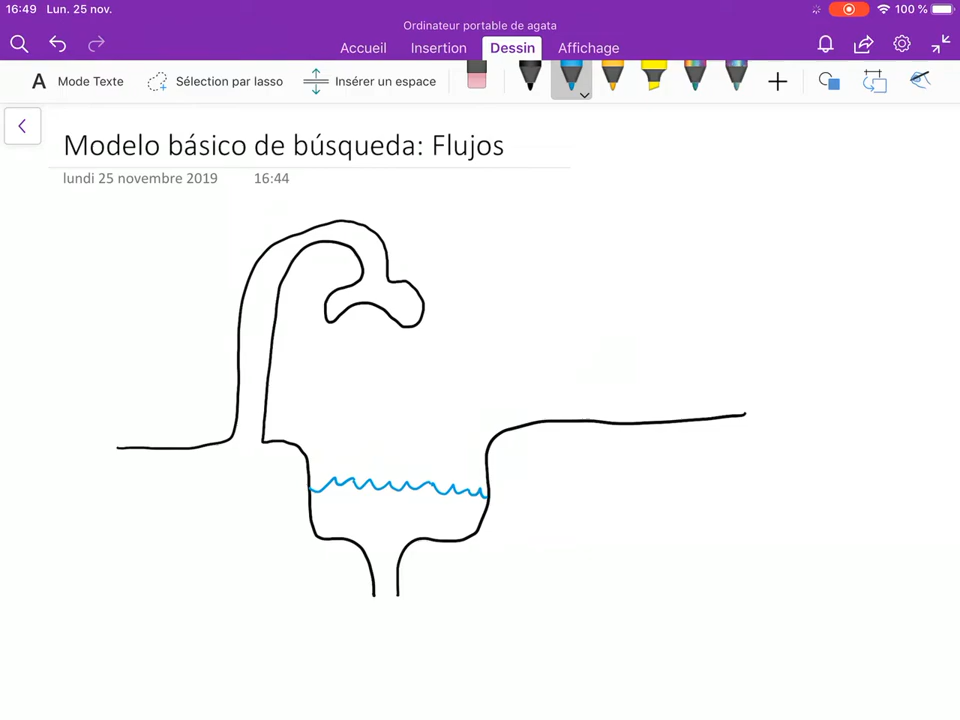 16:49 Lun. 25 nov. 100 %
Ordinateur portable de agata
Accueil Insertion Dessin Affichage
A Mode Texte Sélection par lasso Insérer un espace
Modelo básico de búsqueda: Flujos
lundi 25 novembre 2019 16:44